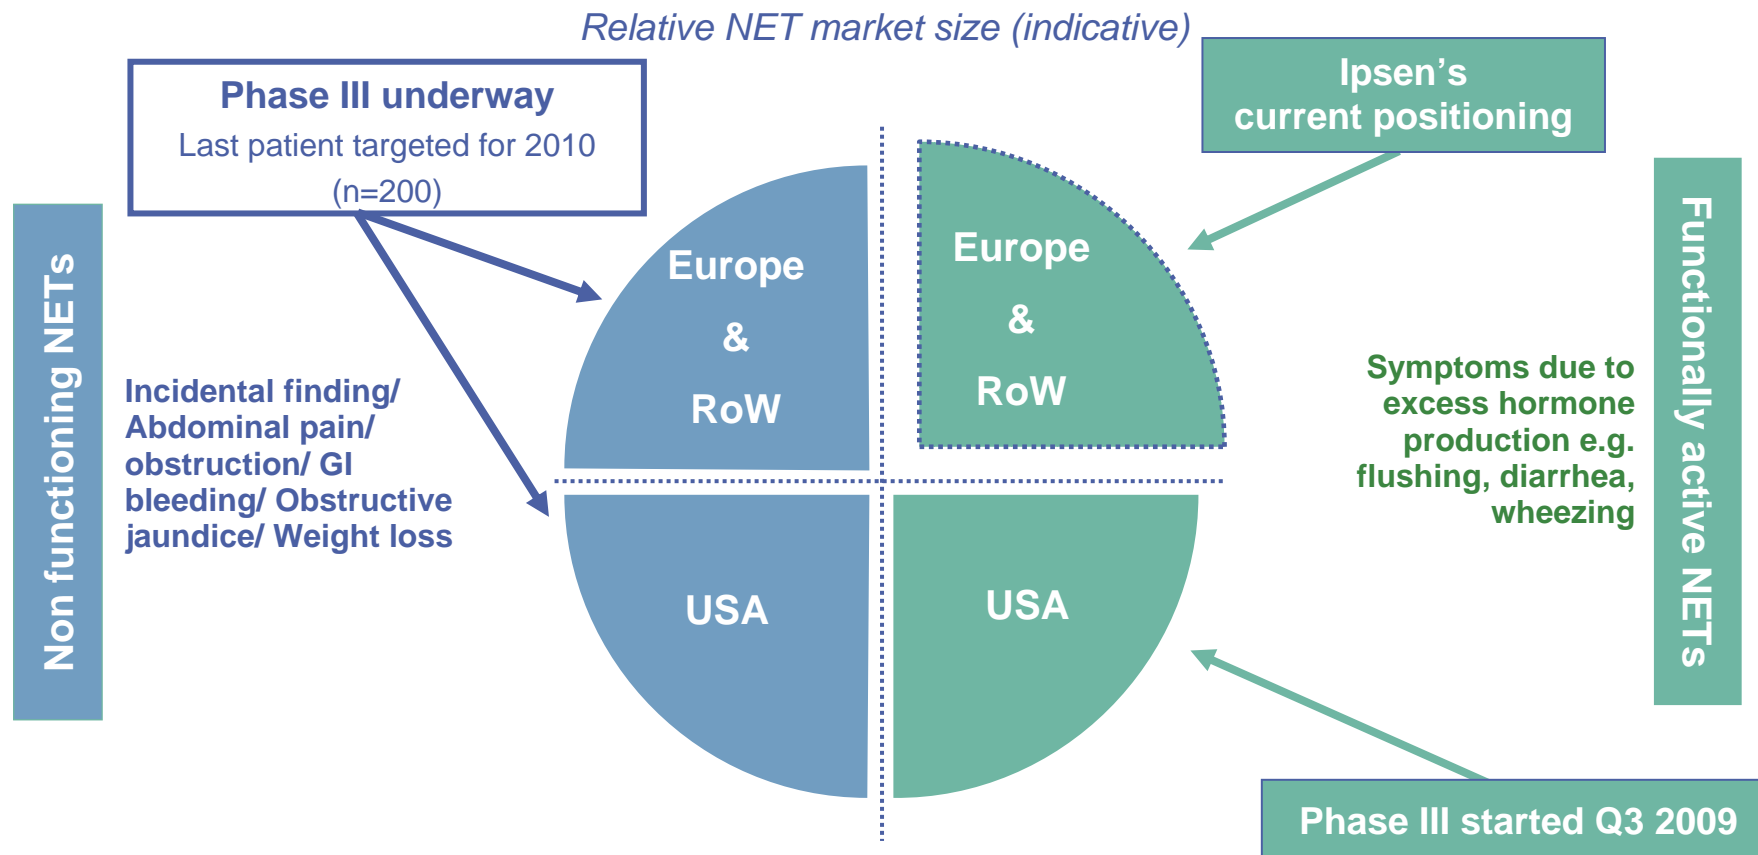 Relative NET market size (indicative)
Phase III underway
Last patient targeted for 2010
(n=200)
Ipsen’s
current positioning
Non functioning NETs
Incidental finding/
Abdominal pain/
obstruction/ GI
bleeding/ Obstructive
jaundice/ Weight loss
Europe
&
RoW
Europe
&
RoW
USA
USA
Symptoms due to
excess hormone
production e.g.
flushing, diarrhea,
wheezing
Functionally active NETs
Phase III started Q3 2009